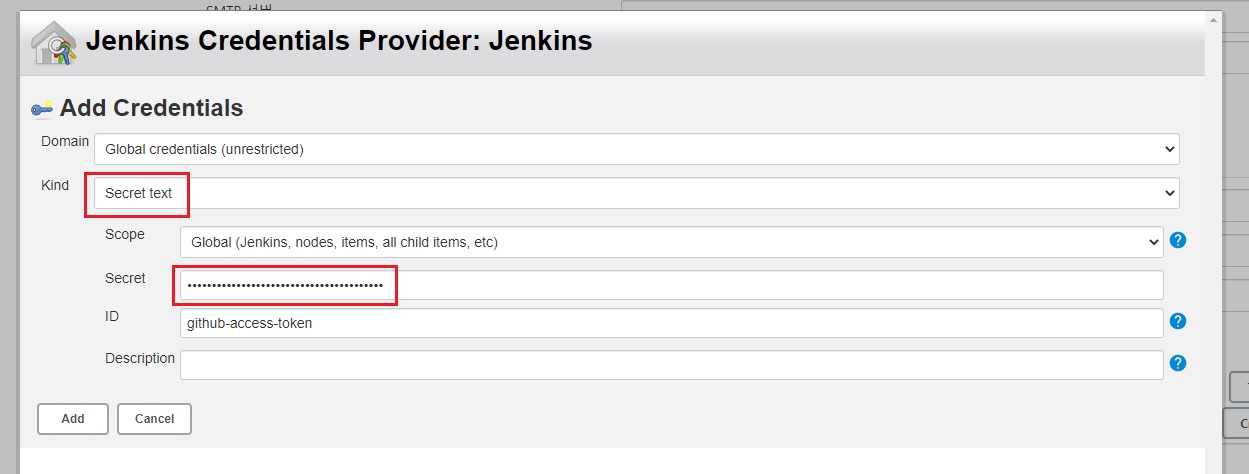 SMTP 서버
Jenkins Credentials Provider: Jenkins
Add Credentials
Domain
Global credentials (unrestricted)
Kind
Secret text
Scope
Global (Jenkins, nodes, items, all child items, etc)
?
Secret
••••••••••••••••••••••••••••••••••••••••
ID
github-access-token
?
Description
?
Add
Cancel